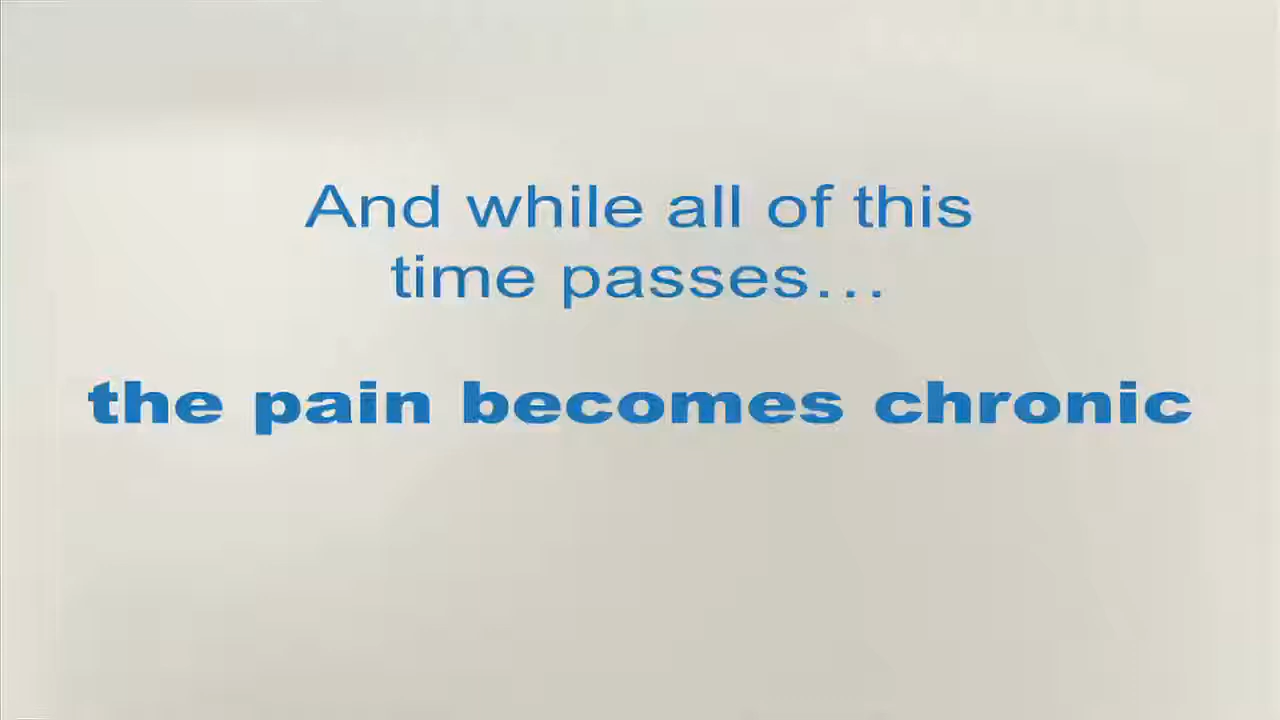 And while all of this
time passes…
the pain becomes chronic